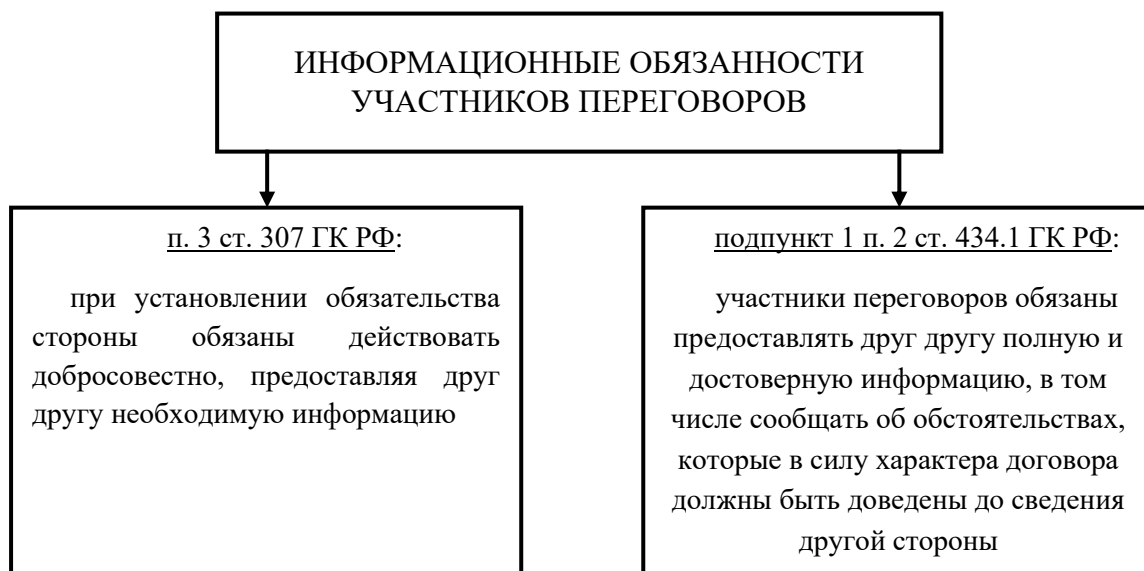 ИНФОРМАЦИОННЫЕ ОБЯЗАННОСТИ
УЧАСТНИКОВ ПЕРЕГОВОРОВ
п. 3 ст. 307 ГК РФ:
при установлении обязательства
стороны обязаны действовать
добросовестно, предоставляя друг
другу необходимую информацию
подпункт 1 п. 2 ст. 434.1 ГК РФ:
участники переговоров обязаны
предоставлять друг другу полную и
достоверную информацию, в том
числе сообщать об обстоятельствах,
которые в силу характера договора
должны быть доведены до сведения
другой стороны